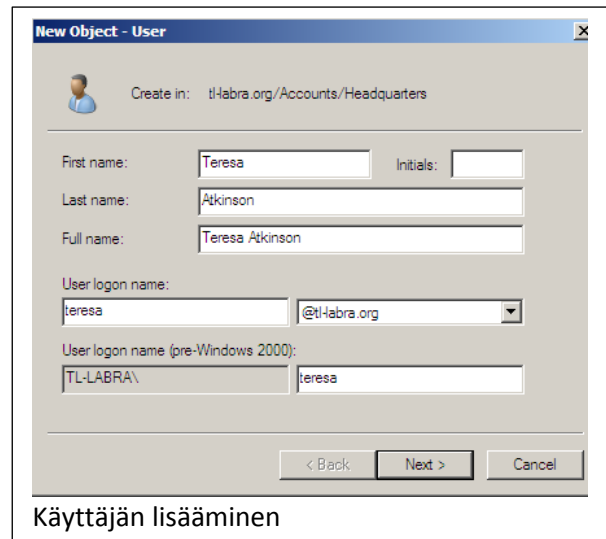 New Object - User
Create in: tl-labra.org/Accounts/Headquarters
First name: Teresa Initials:
Last name: Atkinson
Full name: Teresa Atkinson
User logon name:
teresa @tl-labra.org
User logon name (pre-Windows 2000):
TL-LABRA\ teresa
< Back Next > Cancel
Käyttäjän lisääminen